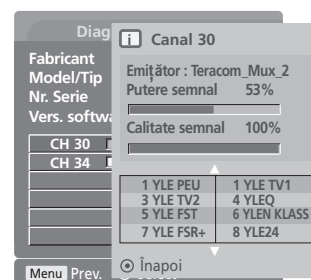 Diag
Fabricant
Model/Tip
Nr. Serie
Vers. softwa
CH 30
CH 34
Menu Prev.
i Canal 30
Emiţător : Teracom_Mux_2
Putere semnal 53%
Calitate semnal 100%
1 YLE PEU 1 YLE TV1
3 YLE TV2 4 YLEQ
5 YLE FST 6 YLEN KLASS
7 YLE FSR+ 8 YLE24
Înapoi